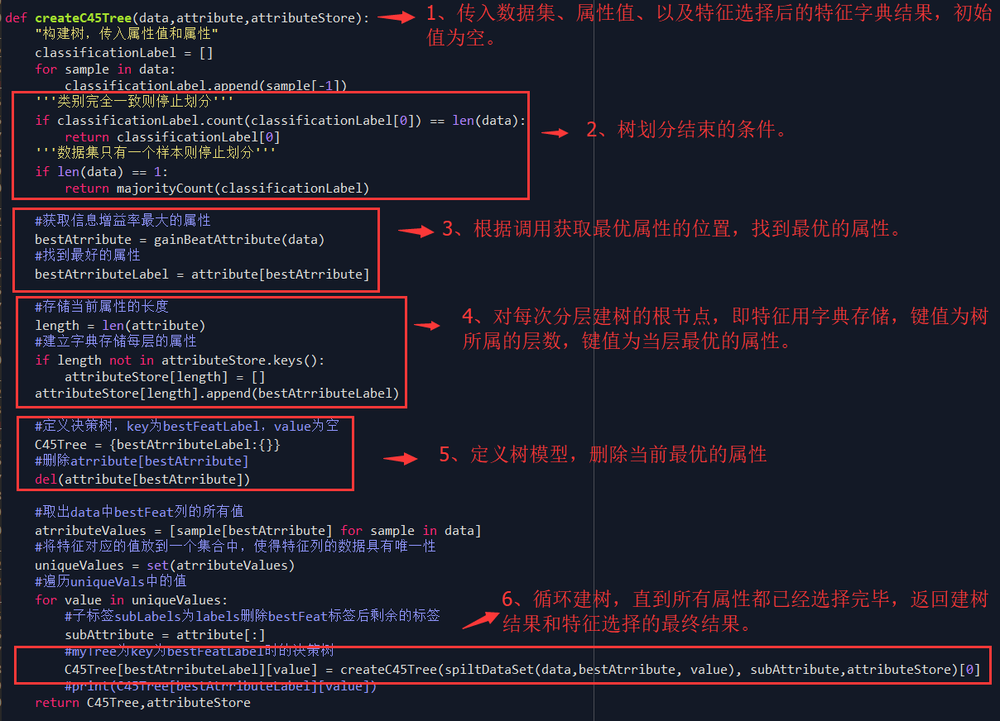 def createC45Tree(data,attribute,attributeStore):
1、传入数据集、属性值、以及特征选择后的特征字典结果，初始
值为空。
"构建树，传入属性值和属性"
classificationLabel = []
for sample in data:
classificationLabel.append(sample[-1])
'''类别完全一致则停止划分'''
if classificationLabel.count(classificationLabel[0]) == len(data):
return classificationLabel[0]
'''数据集只有一个样本则停止划分'''
if len(data) == 1:
return majorityCount(classificationLabel)
2、树划分结束的条件。
#获取信息增益率最大的属性
bestAtrribute = gainBeatAttribute(data)
#找到最好的属性
bestAtrributeLabel = attribute[bestAtrribute]
3、根据调用获取最优属性的位置，找到最优的属性。
#存储当前属性的长度
length = len(attribute)
#建立字典存储每层的属性
if length not in attributeStore.keys():
attributeStore[length] = []
attributeStore[length].append(bestAtrributeLabel)
4、对每次分层建树的根节点，即特征用字典存储，键值为树
所属的层数，键值为当层最优的属性。
#定义决策树，key为bestFeatLabel，value为空
C45Tree = {bestAtrributeLabel:{}}
#删除atrribute[bestAtrribute]
del(attribute[bestAtrribute])
5、定义树模型，删除当前最优的属性
#取出data中bestFeat列的所有值
atrributeValues = [sample[bestAtrribute] for sample in data]
#将特征对应的值放到一个集合中，使得特征列的数据具有唯一性
uniqueValues = set(atrributeValues)
#遍历uniqueVals中的值
for value in uniqueValues:
#子标签subLabels为labels删除bestFeat标签后剩余的标签
subAttribute = attribute[:]
#myTree为key为bestFeatLabel时的决策树
C45Tree[bestAtrributeLabel][value] = createC45Tree(spiltDataSet(data,bestAtrribute, value), subAttribute,attributeStore)[0]
#print(C45Tree[bestAtrributeLabel][value])
return C45Tree,attributeStore
6、循环建树，直到所有属性都已经选择完毕，返回建树
结果和特征选择的最终结果。